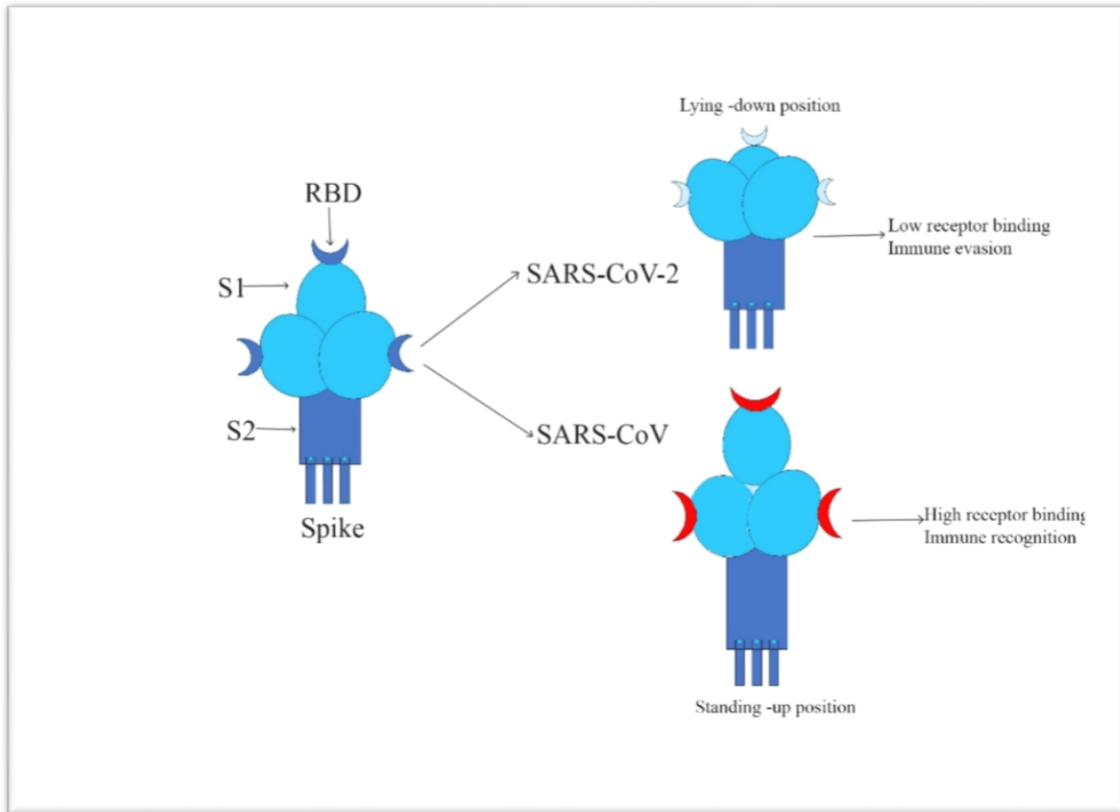 Lying -down position
RBD
Low receptor binding
Immune evasion
S1
SARS-CoV-2
SARS-CoV
S2
High receptor binding
Immune recognition
Spike
Standing -up position